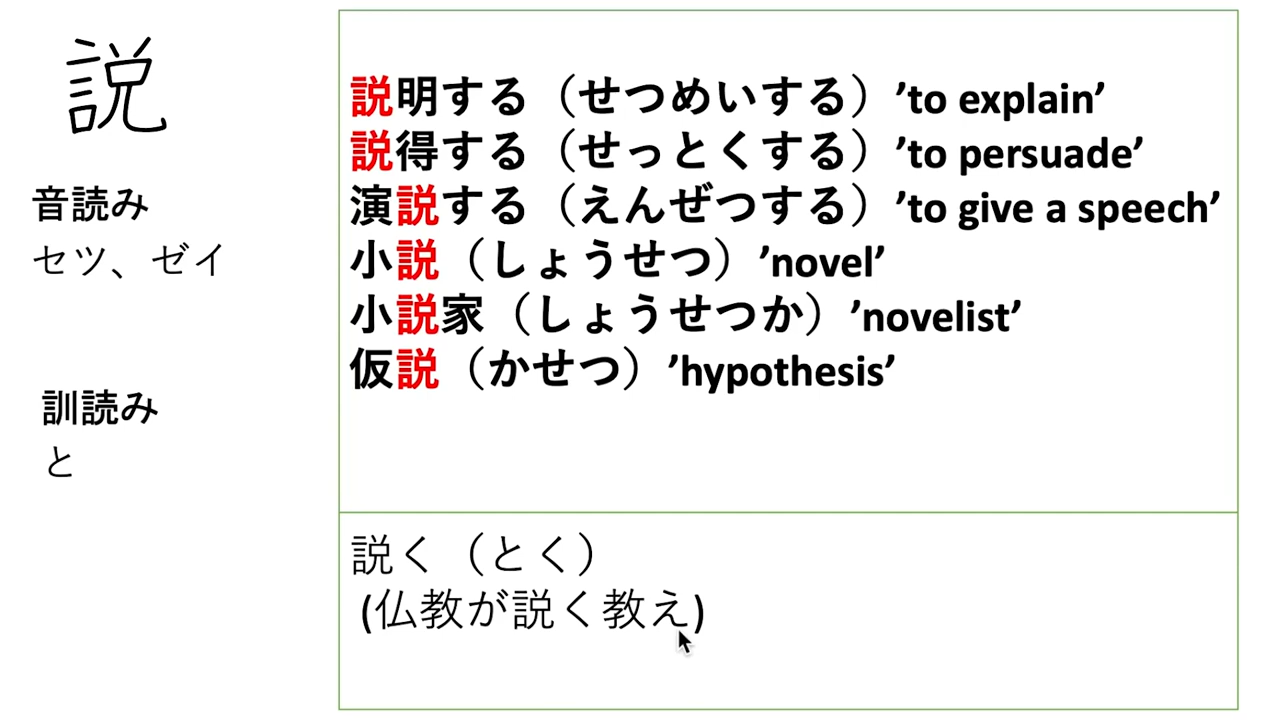 説
音読み
セツ、ゼイ
訓読み
と
説明する（せつめいする）’to explain’
説得する（せっとくする）’to persuade’
演説する（えんぜつする）’to give a speech’
小説（しょうせつ）’novel’
小説家（しょうせつか）’novelist’
仮説（かせつ）’hypothesis’
説く（とく）
(仏教が説く教え)